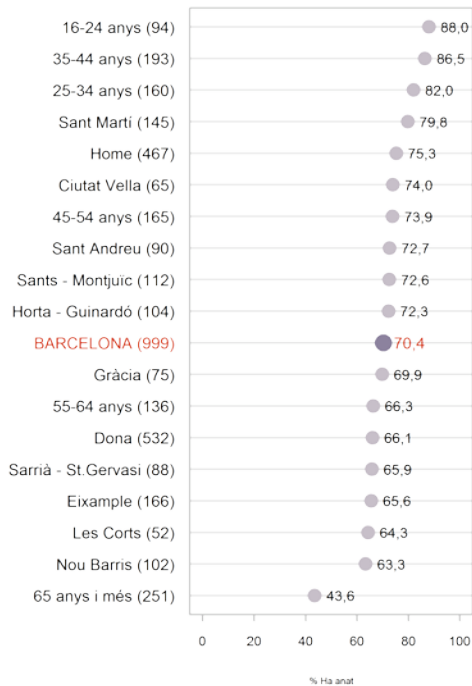 16-24 anys (94) 88,0
35-44 anys (193) 86,5
25-34 anys (160) 82,0
Sant Martí (145) 79,8
Home (467) 75,3
Ciutat Vella (65) 74,0
45-54 anys (165) 73,9
Sant Andreu (90) 72,7
Sants - Montjuïc (112) 72,6
Horta - Guinardó (104) 72,3
BARCELONA (999) 70,4
Gràcia (75) 69,9
55-64 anys (136) 66,3
Dona (532) 66,1
Sarrià - St.Gervasi (88) 65,9
Eixample (166) 65,6
Les Corts (52) 64,3
Nou Barris (102) 63,3
65 anys i més (251) 43,6
0 20 40 60 80 100
% Ha anat